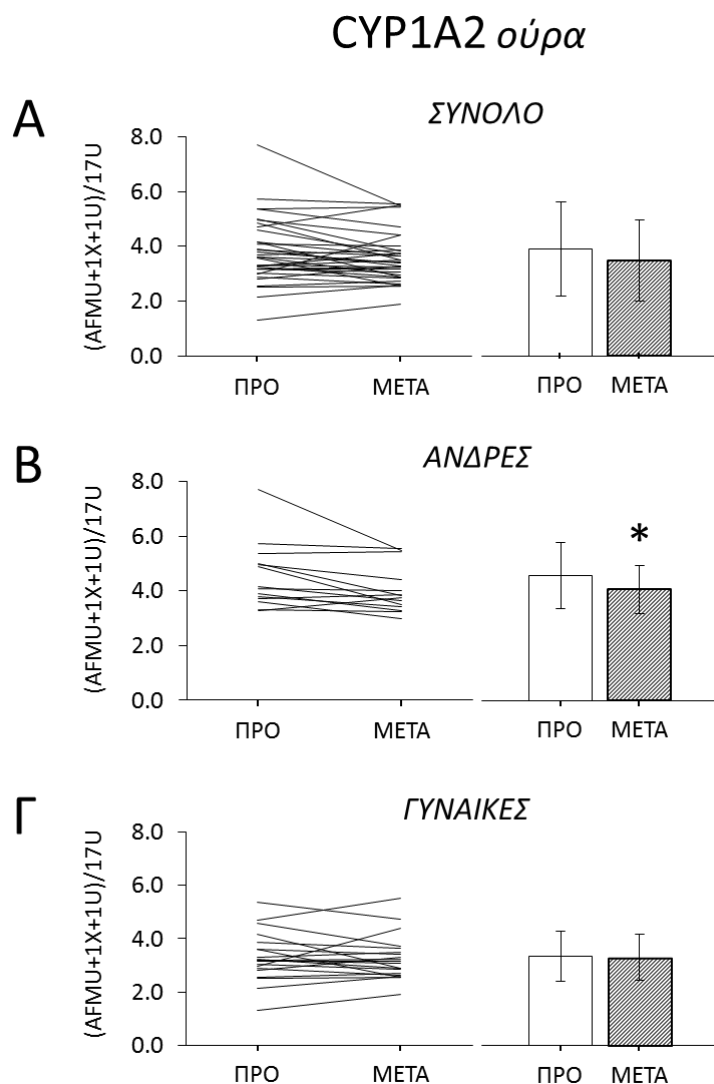 CYP1A2 ούρα
Α
ΣΥΝΟΛΟ
(AFMU+1X+1U)/17U
8.0
6.0
4.0
2.0
0.0
ΠΡΟ
ΜΕΤΑ
ΠΡΟ
ΜΕΤΑ
Β
ΑΝΔΡΕΣ
(AFMU+1X+1U)/17U
8.0
6.0
4.0
2.0
0.0
*
ΠΡΟ
ΜΕΤΑ
ΠΡΟ
ΜΕΤΑ
Γ
ΓΥΝΑΙΚΕΣ
(AFMU+1X+1U)/17U
8.0
6.0
4.0
2.0
0.0
ΠΡΟ
ΜΕΤΑ
ΠΡΟ
ΜΕΤΑ